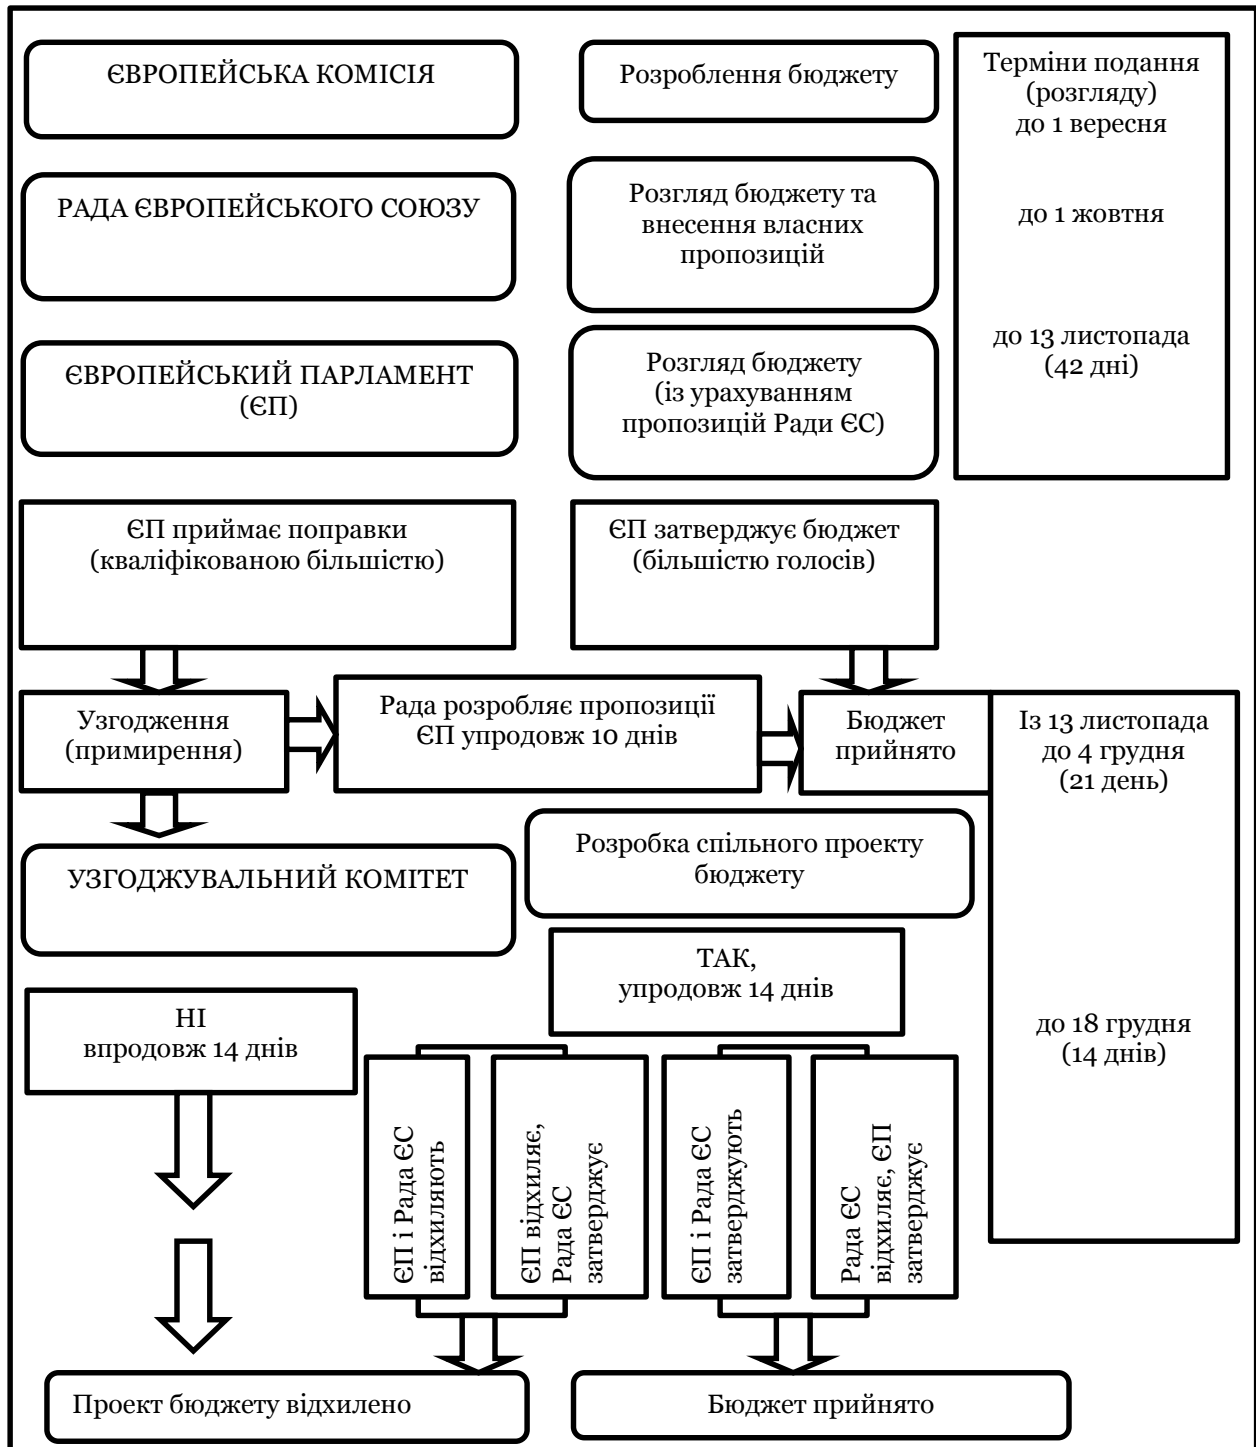 ЄВРОПЕЙСЬКА КОМІСІЯ
Розроблення бюджету
Терміни подання
(розгляду)
до 1 вересня
РАДА ЄВРОПЕЙСЬКОГО СОЮЗУ
Розгляд бюджету та
внесення власних
пропозицій
до 1 жовтня
ЄВРОПЕЙСЬКИЙ ПАРЛАМЕНТ
(ЄП)
Розгляд бюджету
(із урахуванням
пропозицій Ради ЄС)
до 13 листопада
(42 дні)
ЄП приймає поправки
(кваліфікованою більшістю)
ЄП затверджує бюджет
(більшістю голосів)
Узгодження
(примирення)
Рада розробляє пропозиції
ЄП упродовж 10 днів
Бюджет
прийнято
Із 13 листопада
до 4 грудня
(21 день)
УЗГОДЖУВАЛЬНИЙ КОМІТЕТ
Розробка спільного проекту
бюджету
ТАК,
упродовж 14 днів
НІ
впродовж 14 днів
до 18 грудня
(14 днів)
ЄП і Рада ЄС
відхиляють
ЄП відхиляє,
Рада ЄС
затверджує
ЄП і Рада ЄС
затверджують
Рада ЄС
відхиляє, ЄП
затверджує
Проект бюджету відхилено
Бюджет прийнято